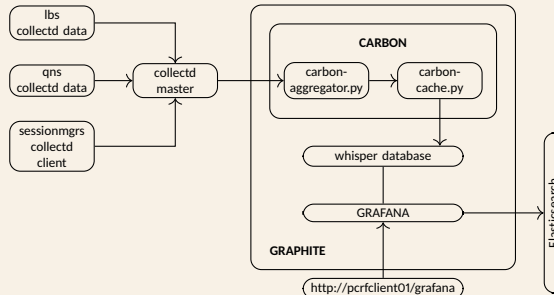 lbs
collectd data
qns
collectd data
sessionmgrs
collectd
client
collectd
master
CARBON
carbon-
aggregator.py
carbon-
cache.py
whisper database
GRAFANA
GRAPHITE
http://pcrfclient01/grafana
Elasticsearch